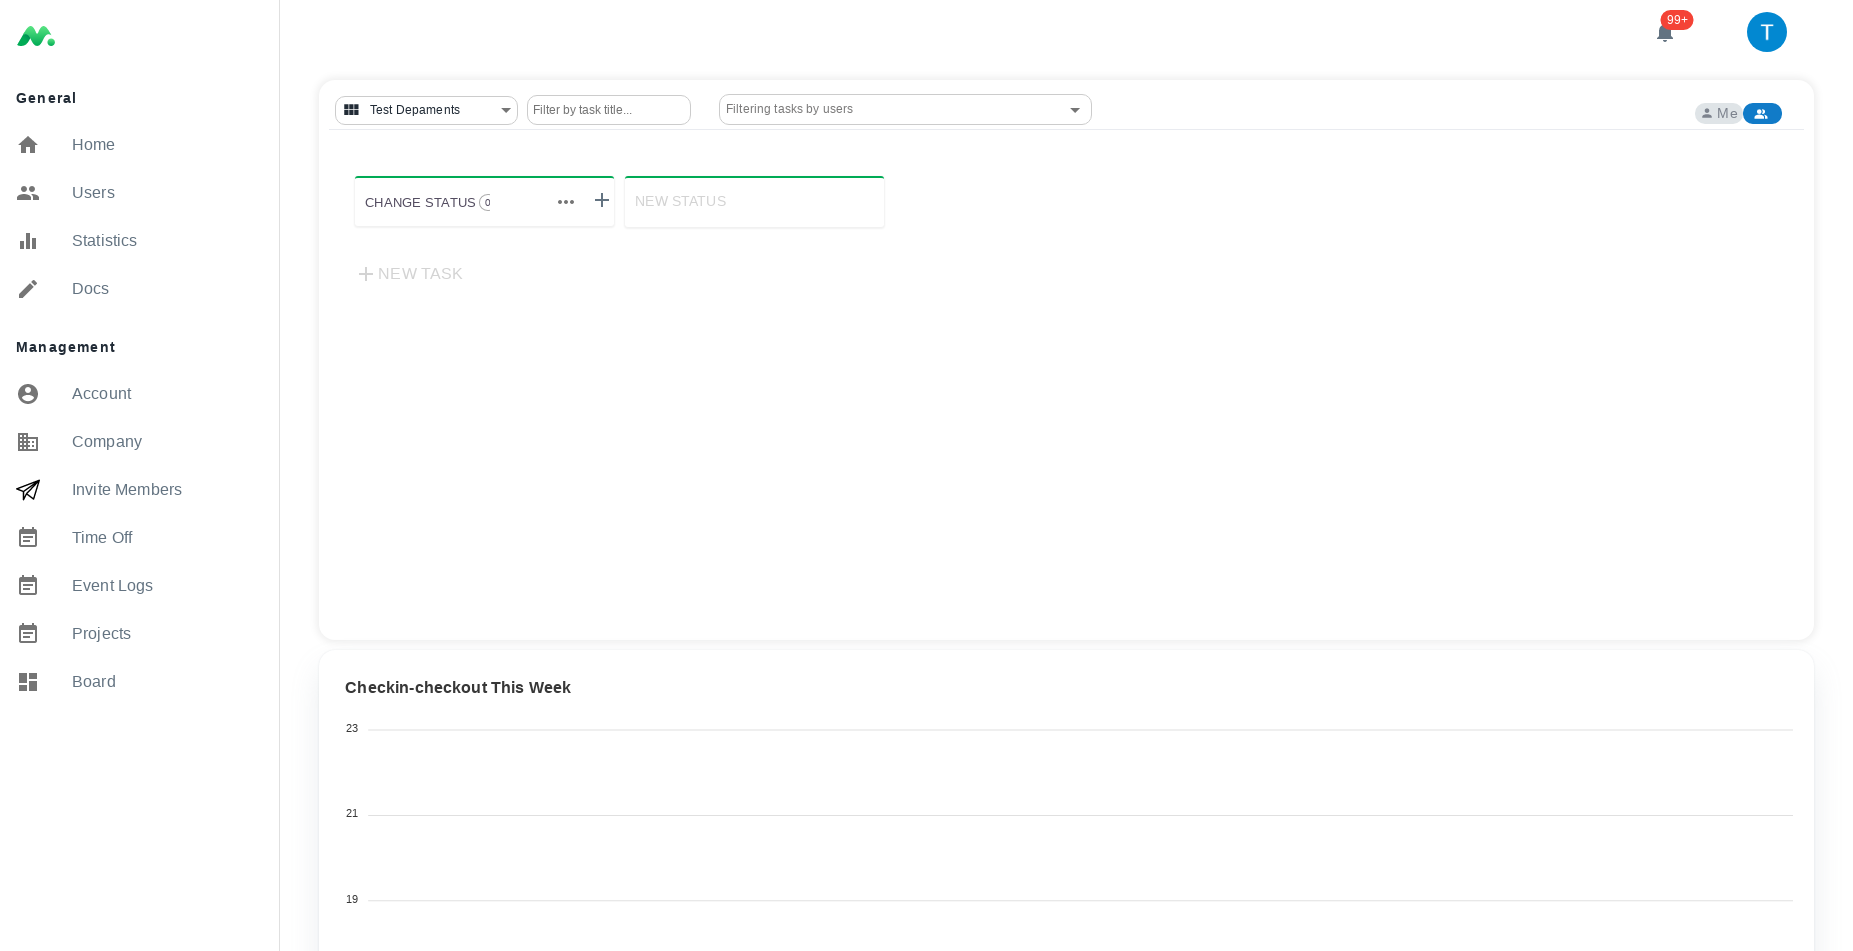 99+
T
General
Home
Users
Statistics
Docs
Management
Account
Company
Invite Members
Time Off
Event Logs
Projects
Board
Test Depaments
Filter by task title...
Filtering tasks by users
Me
CHANGE STATUS 0
NEW STATUS
NEW TASK
Checkin-checkout This Week
23
21
19